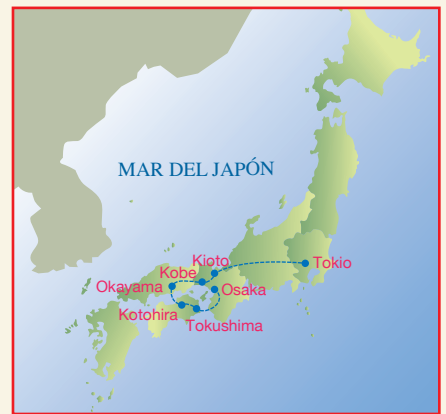 MAR DEL JAPÓN
Kioto
Tokio
Kobe
Okayama
Osaka
Kotohira
Tokushima